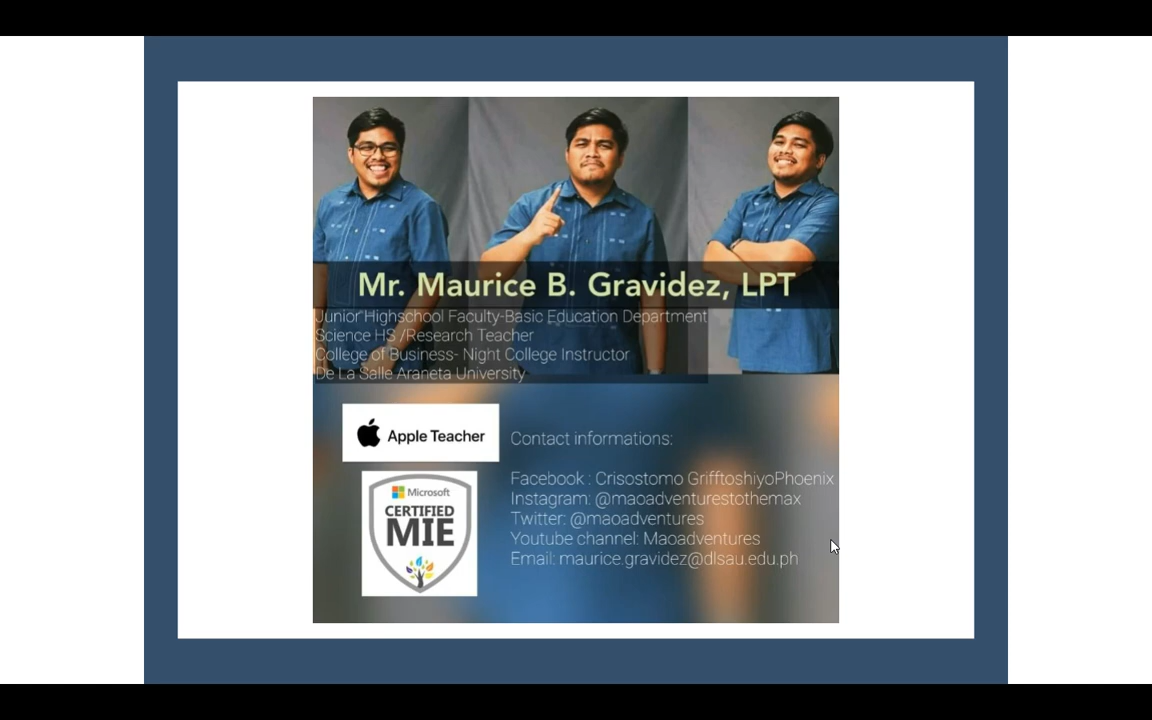 Mr. Maurice B. Gravidez, LPT
Junior Highschool Faculty-Basic Education Department
Science HS /Research Teacher
College of Business- Night College Instructor
De La Salle Araneta University
Apple Teacher
Microsoft
CERTIFIED
MIE
Contact informations:
Facebook : Crisostomo GrifftoshiyoPhoenix
Instagram: @maoadventurestothemax
Twitter: @maoadventures
Youtube channel: Maoadventures
Email: maurice.gravidez@dlsau.edu.ph